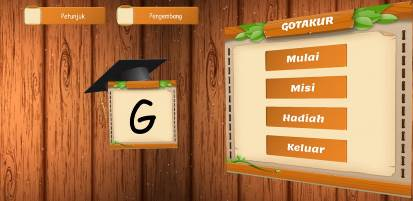 Petunjuk
Pengembang
G
GOTAKUR
Mulai
Misi
Hadiah
Keluar